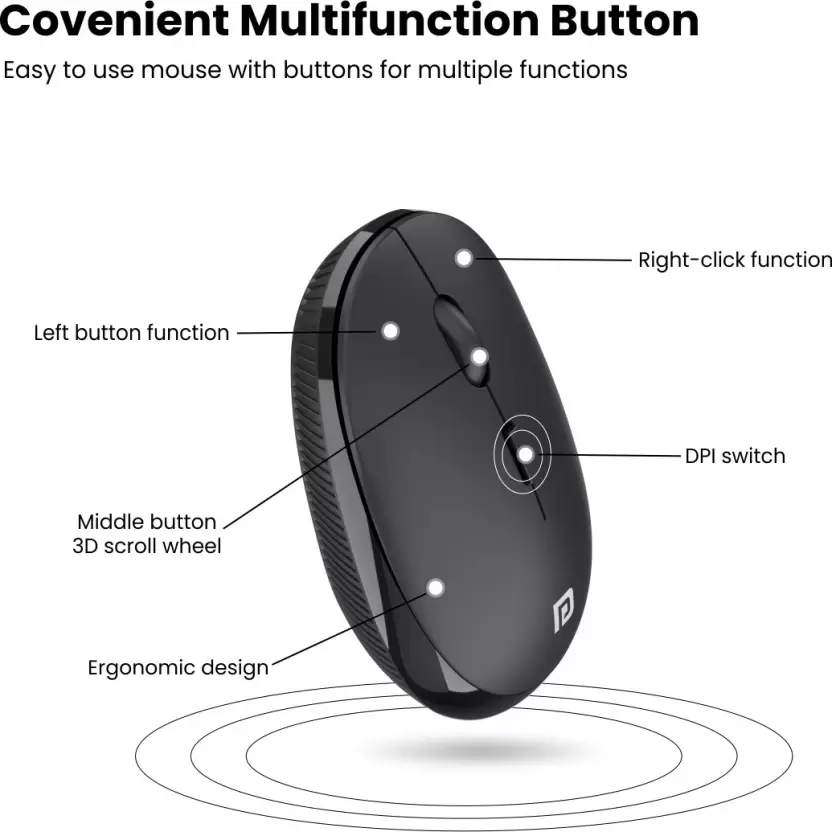 Covenient Multifunction Button
Easy to use mouse with buttons for multiple functions
Right-click function
Left button function
DPI switch
Middle button
3D scroll wheel
Ergonomic design